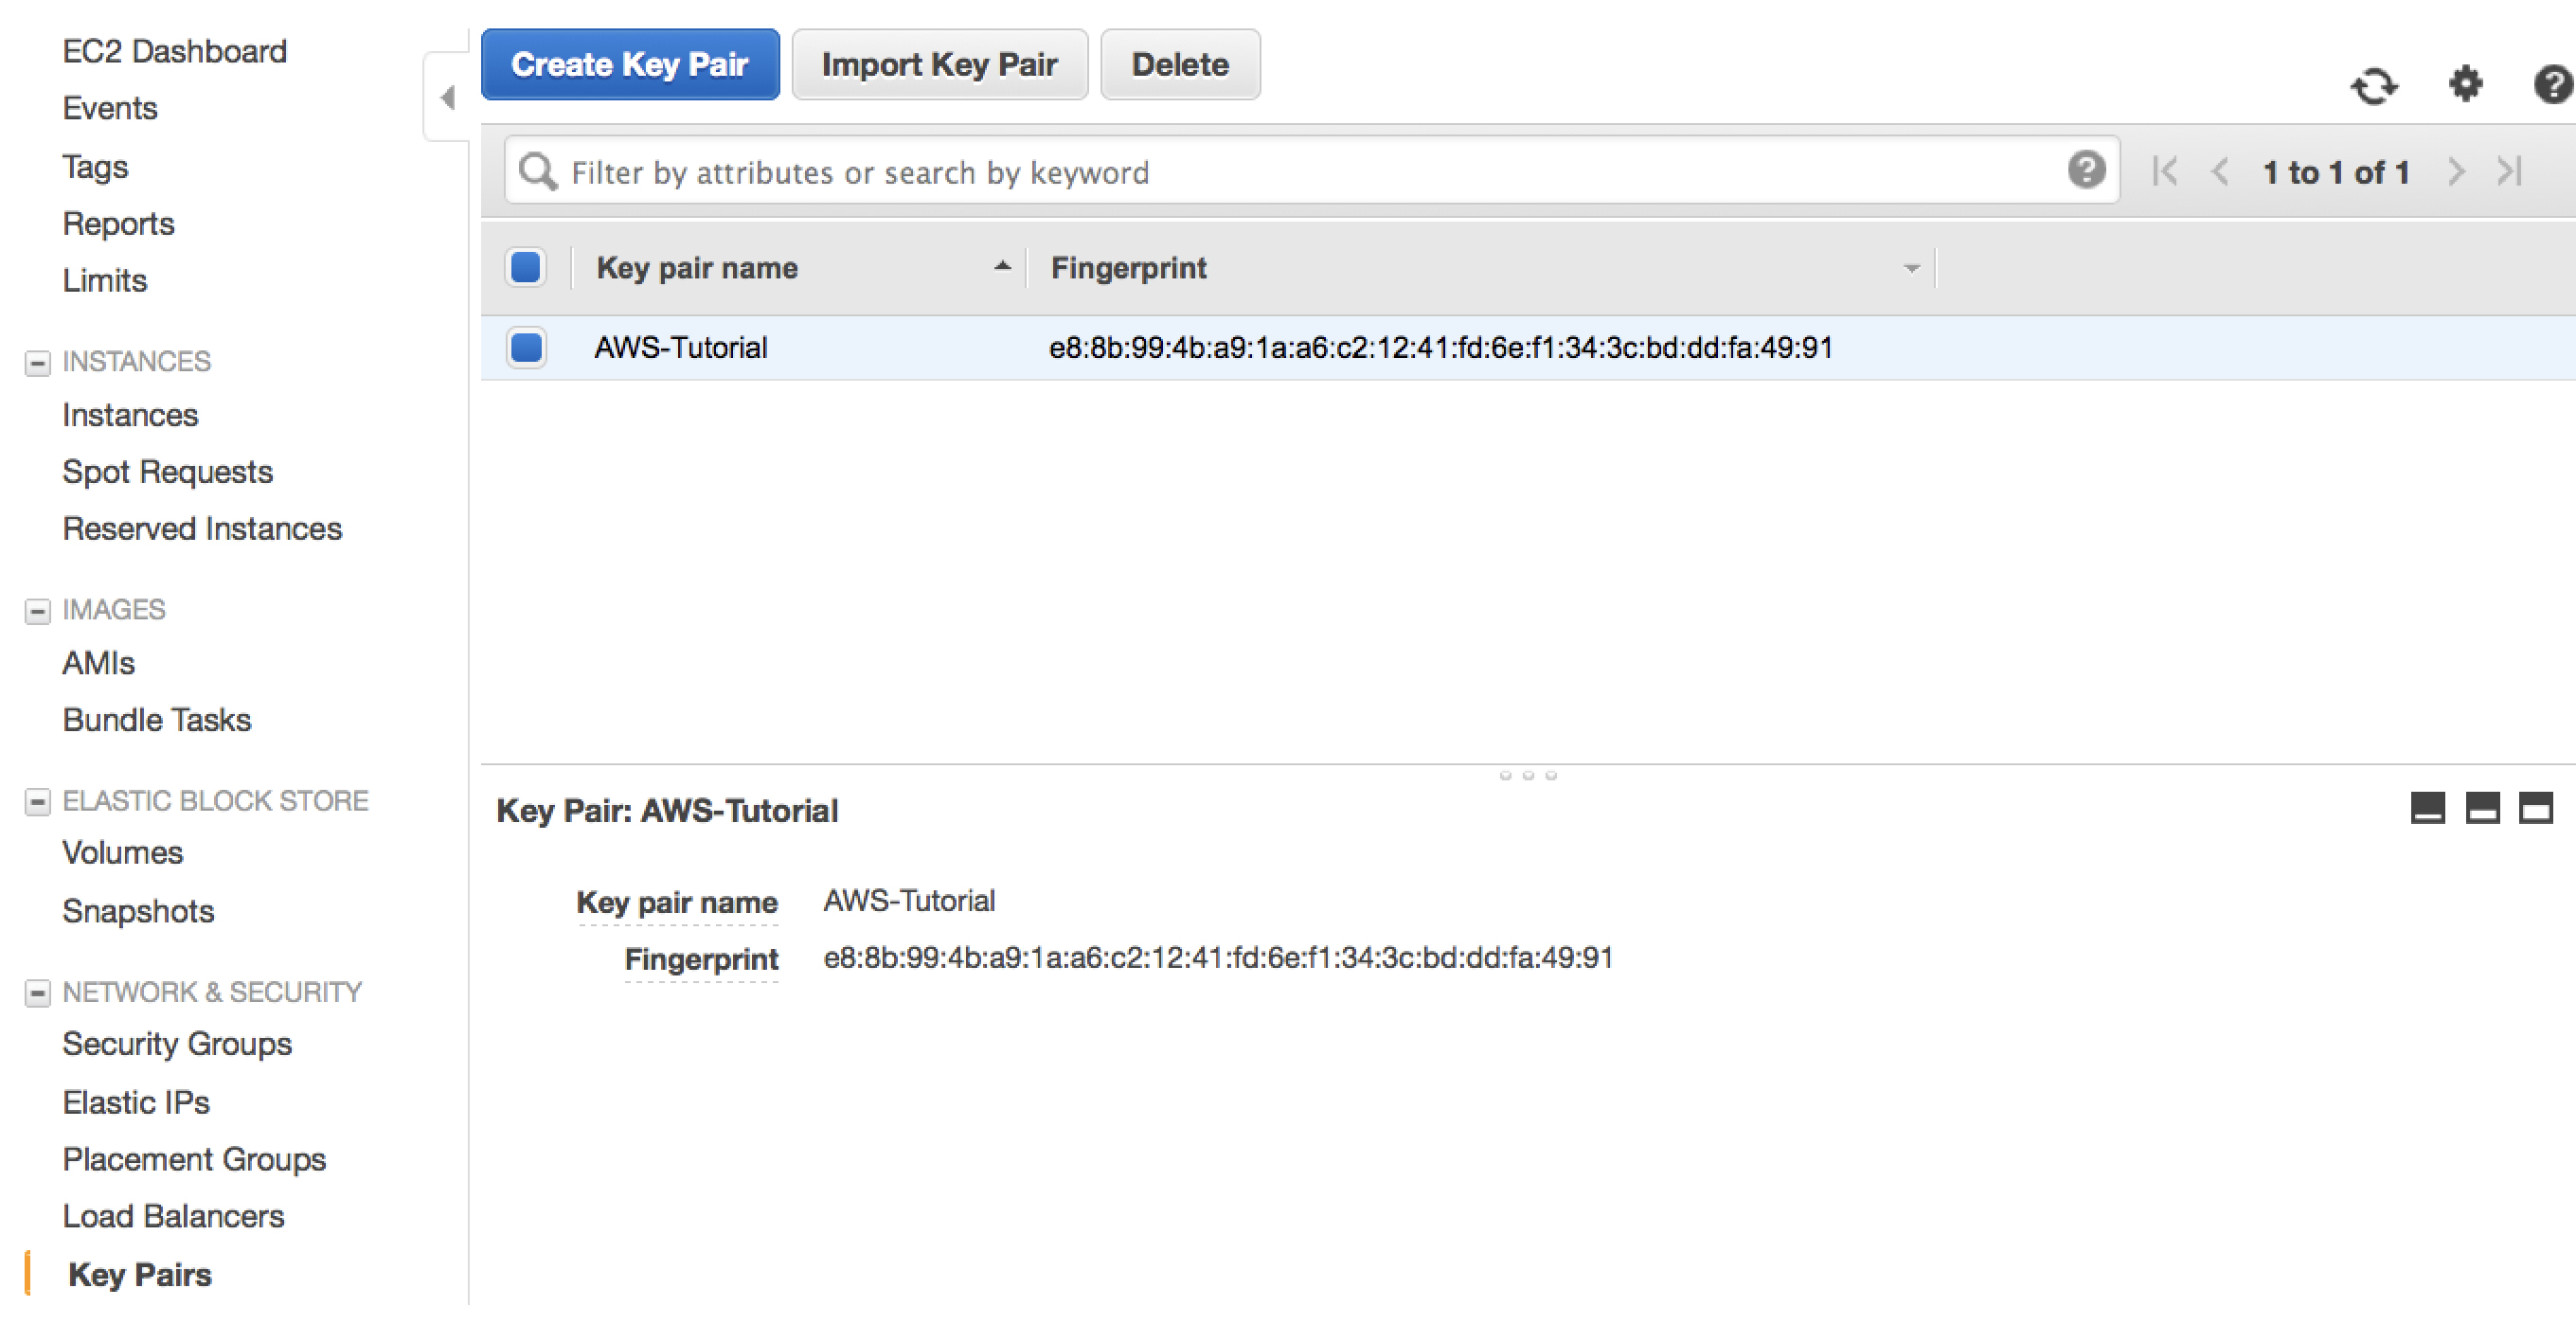 EC2 Dashboard
Events
Tags
Reports
Limits
INSTANCES
Instances
Spot Requests
Reserved Instances
IMAGES
AMIs
Bundle Tasks
ELASTIC BLOCK STORE
Volumes
Snapshots
NETWORK & SECURITY
Security Groups
Elastic IPs
Placement Groups
Load Balancers
Key Pairs
Create Key Pair Import Key Pair Delete
Filter by attributes or search by keyword 1 to 1 of 1
Key pair name Fingerprint
AWS-Tutorial e8:8b:99:4b:a9:1a:a6:c2:12:41:fd:6e:f1:34:3c:bd:dd:fa:49:91
Key Pair: AWS-Tutorial
Key pair name AWS-Tutorial
Fingerprint e8:8b:99:4b:a9:1a:a6:c2:12:41:fd:6e:f1:34:3c:bd:dd:fa:49:91